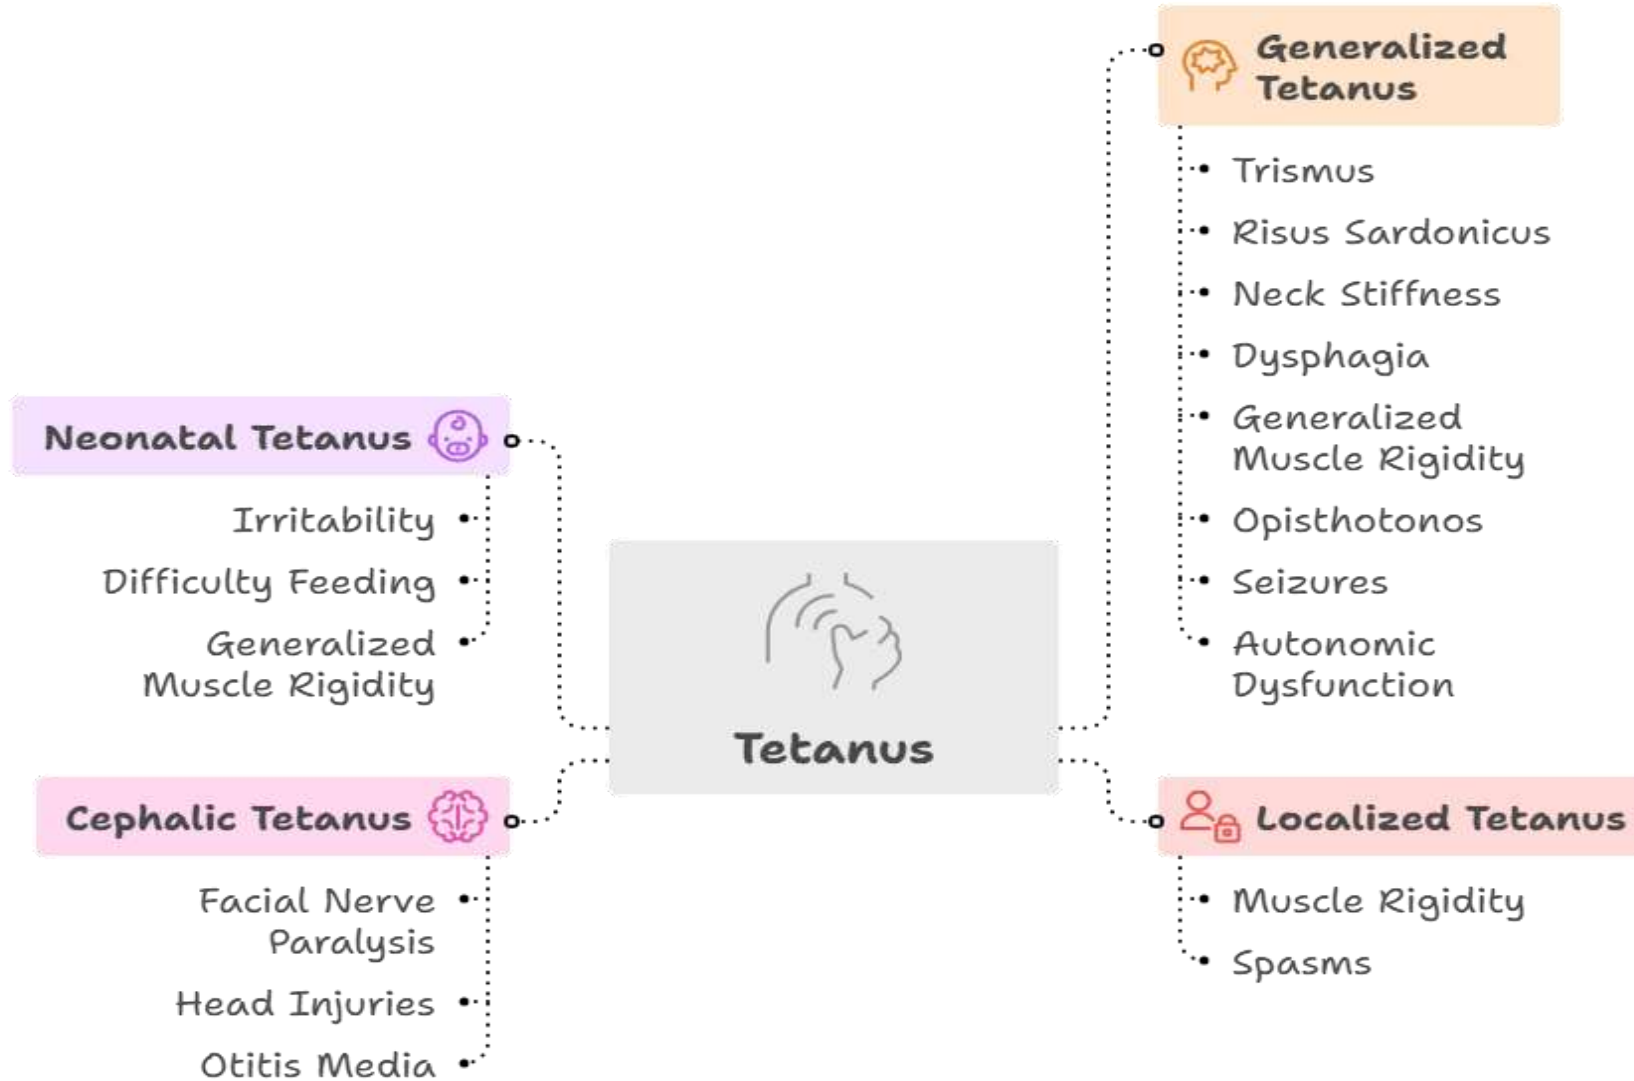 Generalized
Tetanus
Trismus
Risus Sardonicus
Neck Stiffness
Dysphagia
Generalized
Muscle Rigidity
Opisthotonos
Seizures
Autonomic
Dysfunction
Neonatal Tetanus
Irritability
Difficulty Feeding
Generalized
Muscle Rigidity
Tetanus
Cephalic Tetanus
Facial Nerve
Paralysis
Head Injuries
Otitis Media
Localized Tetanus
Muscle Rigidity
Spasms